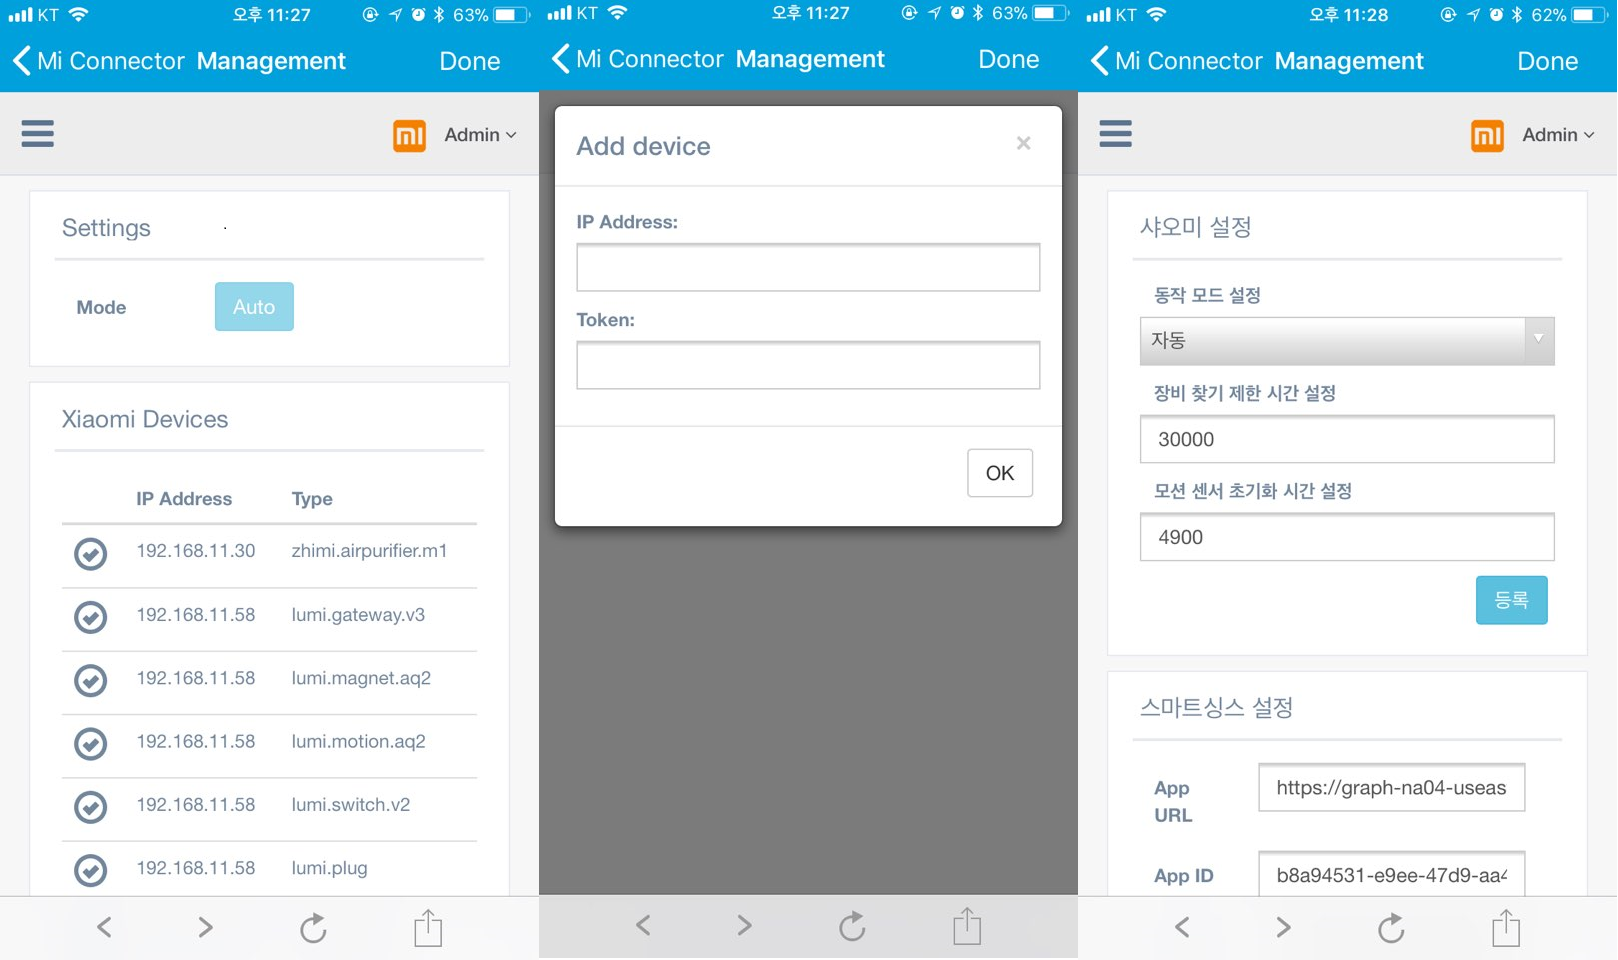 KT 오후 11:27 63%
Mi Connector Management Done
mi Admin
Settings
Mode Auto
Xiaomi Devices
IP Address Type
192.168.11.30 zhimi.airpurifier.m1
192.168.11.58 lumi.gateway.v3
192.168.11.58 lumi.magnet.aq2
192.168.11.58 lumi.motion.aq2
192.168.11.58 lumi.switch.v2
192.168.11.58 lumi.plug
KT 오후 11:27 63%
Mi Connector Management Done
Add device ×
IP Address:
Token:
OK
KT 오후 11:28 62%
Mi Connector Management Done
mi Admin
샤오미 설정
동작 모드 설정
자동
장비 찾기 제한 시간 설정
30000
모션 센서 초기화 시간 설정
4900
등록
스마트싱스 설정
App URL https://graph-na04-useas
App ID b8a94531-e9ee-47d9-aa4